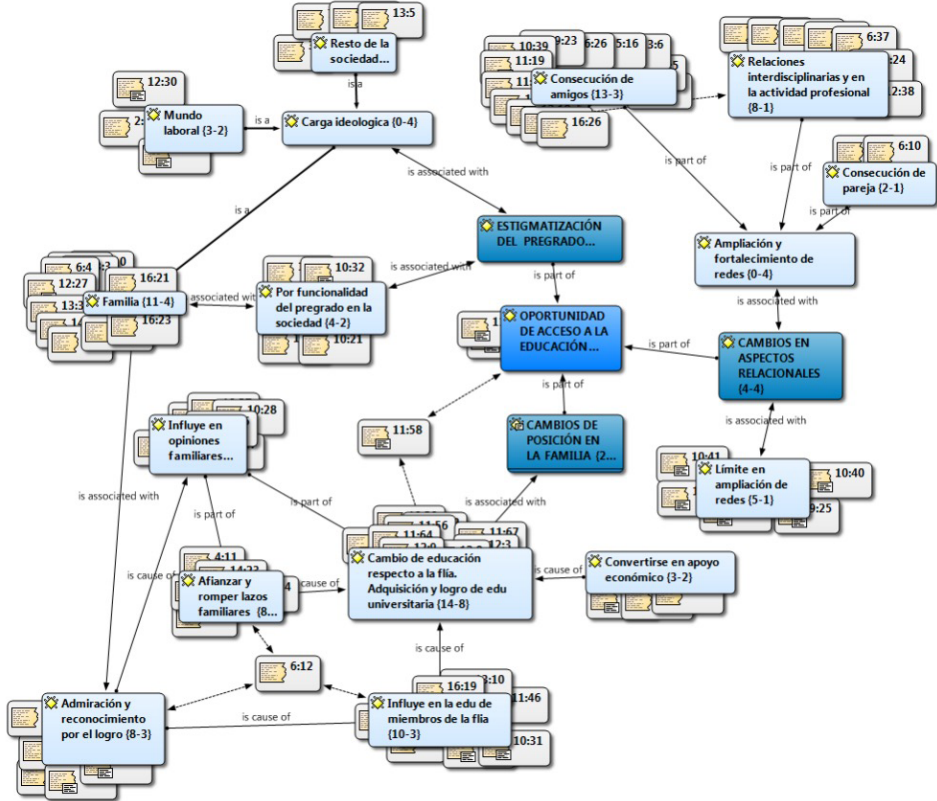 13:5
Resto de la
sociedad...
is a
12:30
Mundo
laboral {3-2}
is a
Carga ideologica {0-4}
is associated with
is a
10:39
9:23
6:26
5:16
3:6
11:19
Consecución de
amigos {13-3}
16:26
6:37
Relaciones
interdisciplinarias y en
la actividad profesional
{8-1}
:24
2:38
is part of
is part of
6:10
Consecución de
pareja {2-1}
is part of
Ampliación y
fortalecimiento de
redes {0-4}
is associated with
ESTIGMATIZACIÓN
DEL PREGRADO...
is associated with
is part of
6:4
16:21
12:27
Familia {11-4}
16:23
associated wit
10:32
Por funcionalidad
del pregrado en la
sociedad {4-2}
10:21
OPORTUNIDAD
DE ACCESO A LA
EDUCACIÓN...
is part of
is part of
CAMBIOS EN
ASPECTOS
RELACIONALES
{4-4}
is associated with
10:41
Límite en
ampliación de
redes {5-1}
10:40
9:25
CAMBIOS DE
POSICIÓN EN
LA FAMILIA {2...
is associated with
11:58
10:28
Influye en
opiniones
familiares...
is associated with
is part of
is part of
11:56
11:64
11:67
12:3
Cambio de educación
respecto a la flía.
Adquisición y logro de edu
universitaria {14-8}
is cause of
Convertirse en apoyo
económico {3-2}
4:11
Afianzar y
romper lazos
familiares {8...
is cause of
cause of
is cause of
6:12
Admiración y
reconocimiento
por el logro {8-3}
is cause of
16:19
:10
11:46
Influye en la edu de
miembros de la flia
{10-3}
10:31